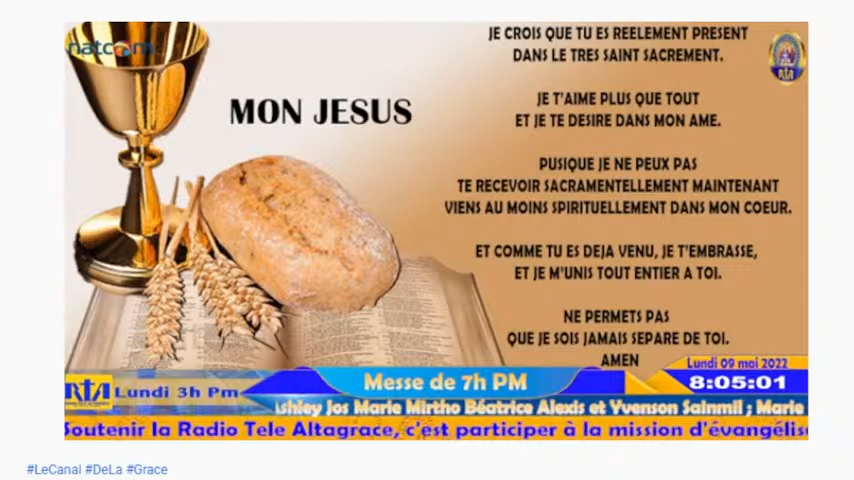 natcom
JE CROIS QUE TU ES REELEMENT PRESENT
DANS LE TRES SAINT SACREMENT.
RTA
MON JESUS
JE T'AIME PLUS QUE TOUT
ET JE TE DESIRE DANS MON AME.
PUSIQUE JE NE PEUX PAS
TE RECEVOIR SACRAMENTELLEMENT MAINTENANT
VIENS AU MOINS SPIRITUELLEMENT DANS MON COEUR.
ET COMME TU ES DEJA VENU, JE T'EMBRASSE,
ET JE M'UNIS TOUT ENTIER A TOI.
NE PERMETS PAS
QUE JE SOIS JAMAIS SEPARE DE TOI.
AMEN
Lundi 09 mai 2022
8:05:01
Messe de 7h PM
RTA Lundi 3h Pm
shley Jos Marie Mirtho Béatrice Alexis et Yvenson Sainmil ; Marie
Soutenir la Radio Tele Altagrace, c'est participer à la mission d'évangélis
#LeCanal #DeLa #Grace